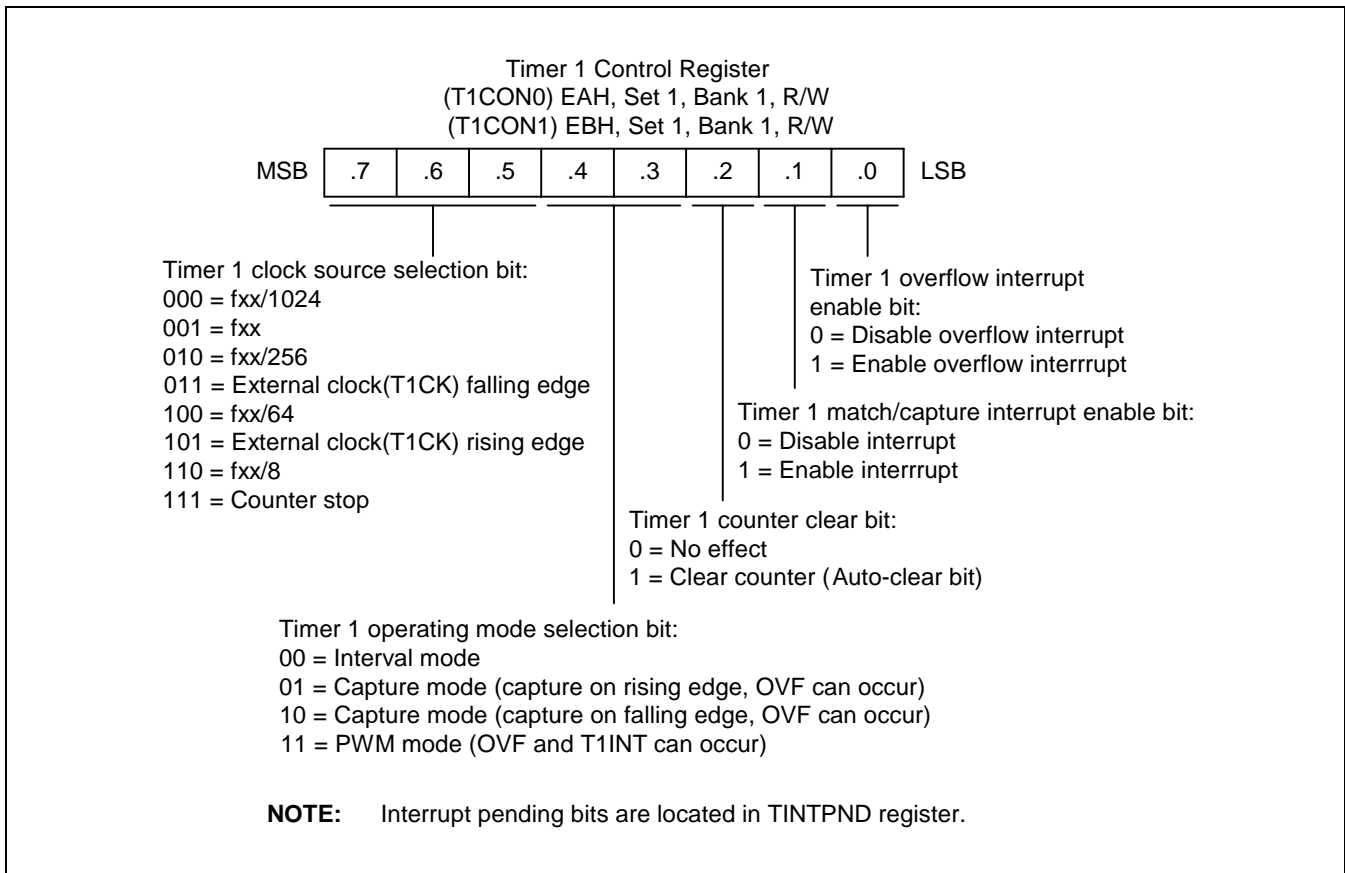 Timer 1 Control Register
(T1CON0) EAH, Set 1, Bank 1, R/W
(T1CON1) EBH, Set 1, Bank 1, R/W
MSB .7 .6 .5 .4 .3 .2 .1 .0 LSB
Timer 1 clock source selection bit:
000 = fxx/1024
001 = fxx
010 = fxx/256
011 = External clock(T1CK) falling edge
100 = fxx/64
101 = External clock(T1CK) rising edge
110 = fxx/8
111 = Counter stop
Timer 1 overflow interrupt
enable bit:
0 = Disable overflow interrupt
1 = Enable overflow interrrupt
Timer 1 match/capture interrupt enable bit:
0 = Disable interrupt
1 = Enable interrrupt
Timer 1 counter clear bit:
0 = No effect
1 = Clear counter (Auto-clear bit)
Timer 1 operating mode selection bit:
00 = Interval mode
01 = Capture mode (capture on rising edge, OVF can occur)
10 = Capture mode (capture on falling edge, OVF can occur)
11 = PWM mode (OVF and T1INT can occur)
NOTE: Interrupt pending bits are located in TINTPND register.